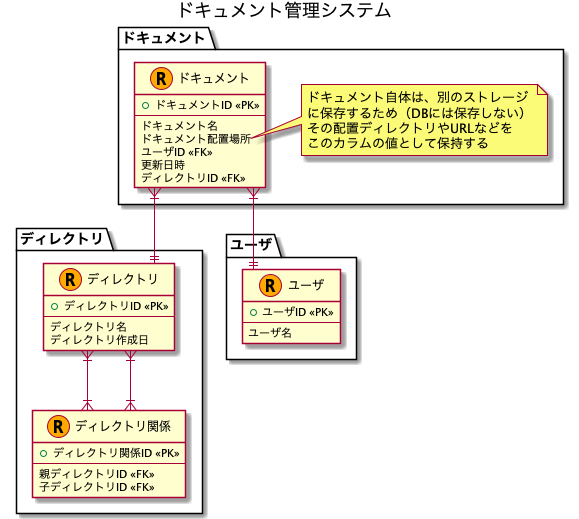 ドキュメント管理システム
ドキュメント
R ドキュメント
ドキュメントID «PK»
ドキュメント名
ドキュメント配置場所
ユーザID «FK»
更新日時
ディレクトリID «FK»
ドキュメント自体は、別のストレージ
に保存するため（DBには保存しない）
その配置ディレクトリやURLなどを
このカラムの値として保持する
ディレクトリ
R ディレクトリ
ディレクトリID «PK»
ディレクトリ名
ディレクトリ作成日
ユーザ
R ユーザ
ユーザID «PK»
ユーザ名
R ディレクトリ関係
ディレクトリ関係ID «PK»
親ディレクトリID «FK»
子ディレクトリID «FK»